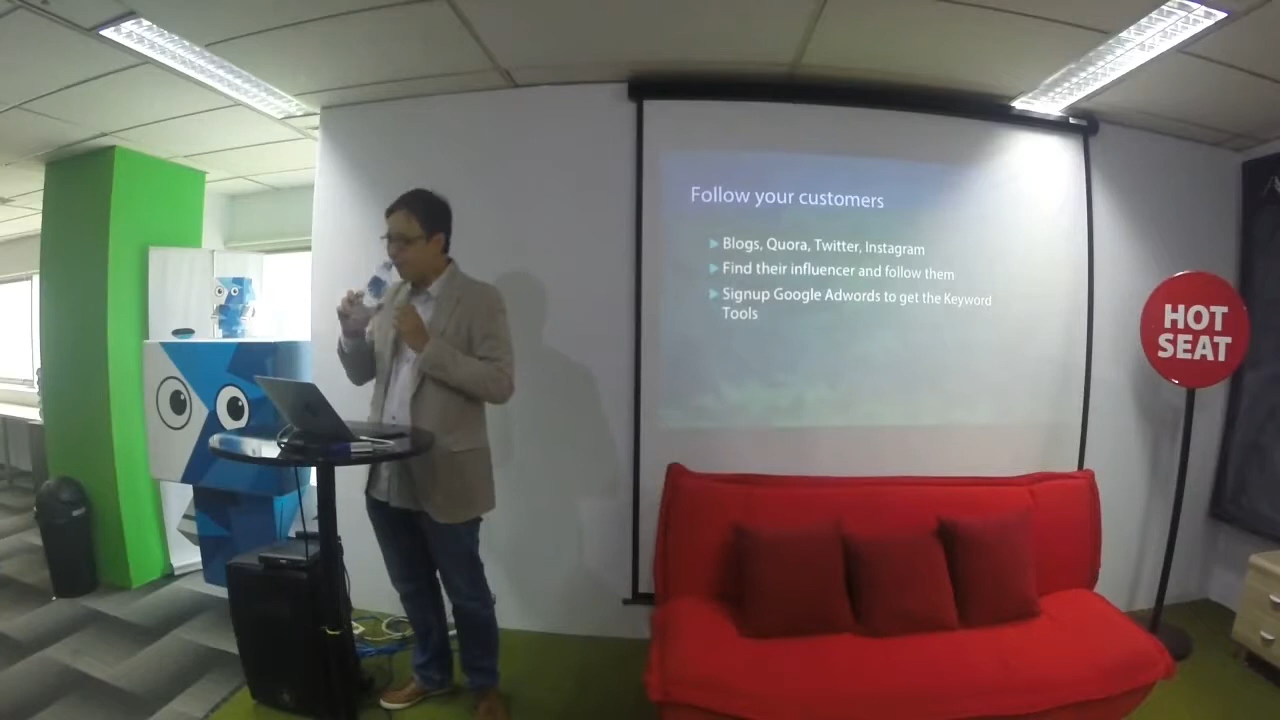 Follow your customers
Blogs, Quora, Twitter, Instagram
Find their influencer and follow them
Signup Google Adwords to get the Keyword
Tools
HOT
SEAT